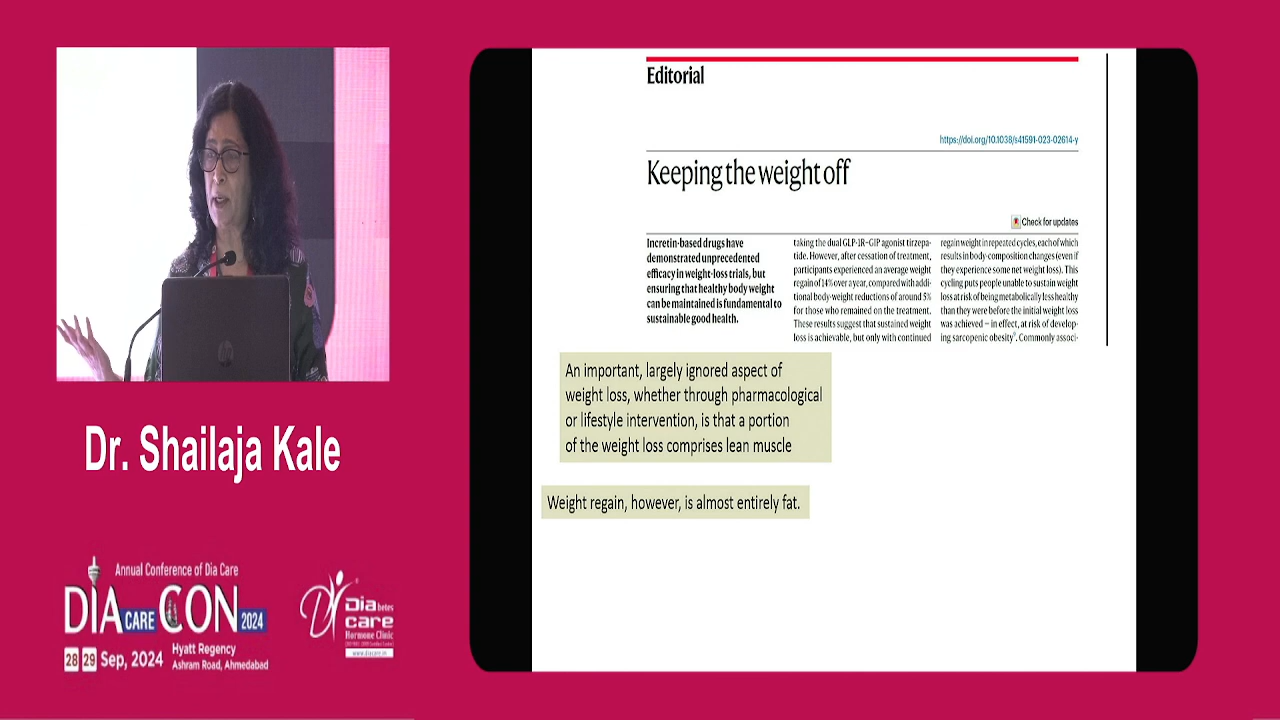 Editorial
https://doi.org/10.1038/s41591-023-02614-y
Keeping the weight off
Check for updates
Incretin-based drugs have
demonstrated unprecedented
efficacy in weight-loss trials, but
ensuring that healthy body weight
can be maintained is fundamental to
sustainable good health.
taking the dual GLP-1R–GIP agonist tirzepa-
tide. However, after cessation of treatment,
participants experienced an average weight
regain of 14% over a year, compared with addi-
tional body-weight reductions of around 5%
for those who remained on the treatment.
These results suggest that sustained weight
loss is achievable, but only with continued
regain weight in repeated cycles, each of which
results in body-composition changes (even if
they experience some net weight loss). This
cycling puts people unable to sustain weight
loss at risk of being metabolically less healthy
than they were before the initial weight loss
was achieved — in effect, at risk of develop-
ing sarcopenic obesity. Commonly associ-
An important, largely ignored aspect of
weight loss, whether through pharmacological
or lifestyle intervention, is that a portion
of the weight loss comprises lean muscle
Weight regain, however, is almost entirely fat.
Dr. Shailaja Kale
Annual Conference of Dia Care
DIA CARE CON 2024
28 29 Sep, 2024
Hyatt Regency
Ashram Road, Ahmedabad
Diabetes
care
Hormone Clinic
www.diacare.in